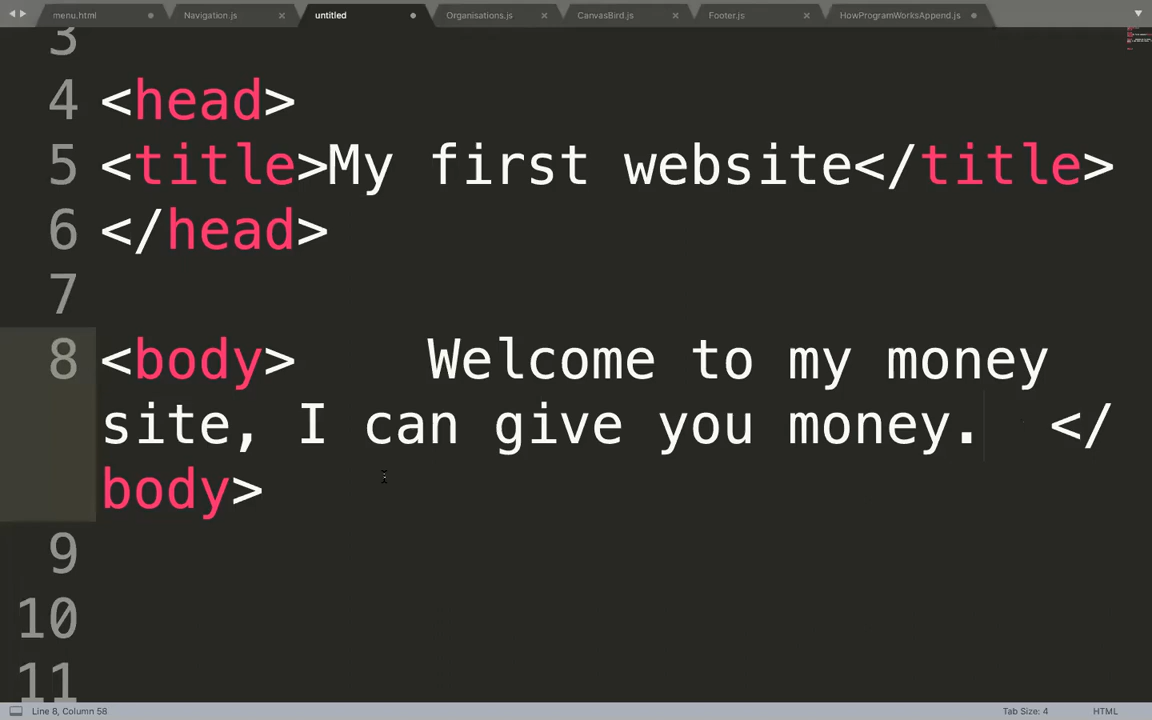 menu.html Navigation.js untitled Organisations.js CanvasBird.js Footer.js HowProgramWorksAppend.js
3
4 <head>
5 <title>My first website</title>
6 </head>
7
8 <body>    Welcome to my money
site, I can give you money.  </
body>
9
10
11
Line 8, Column 58 Tab Size: 4 HTML